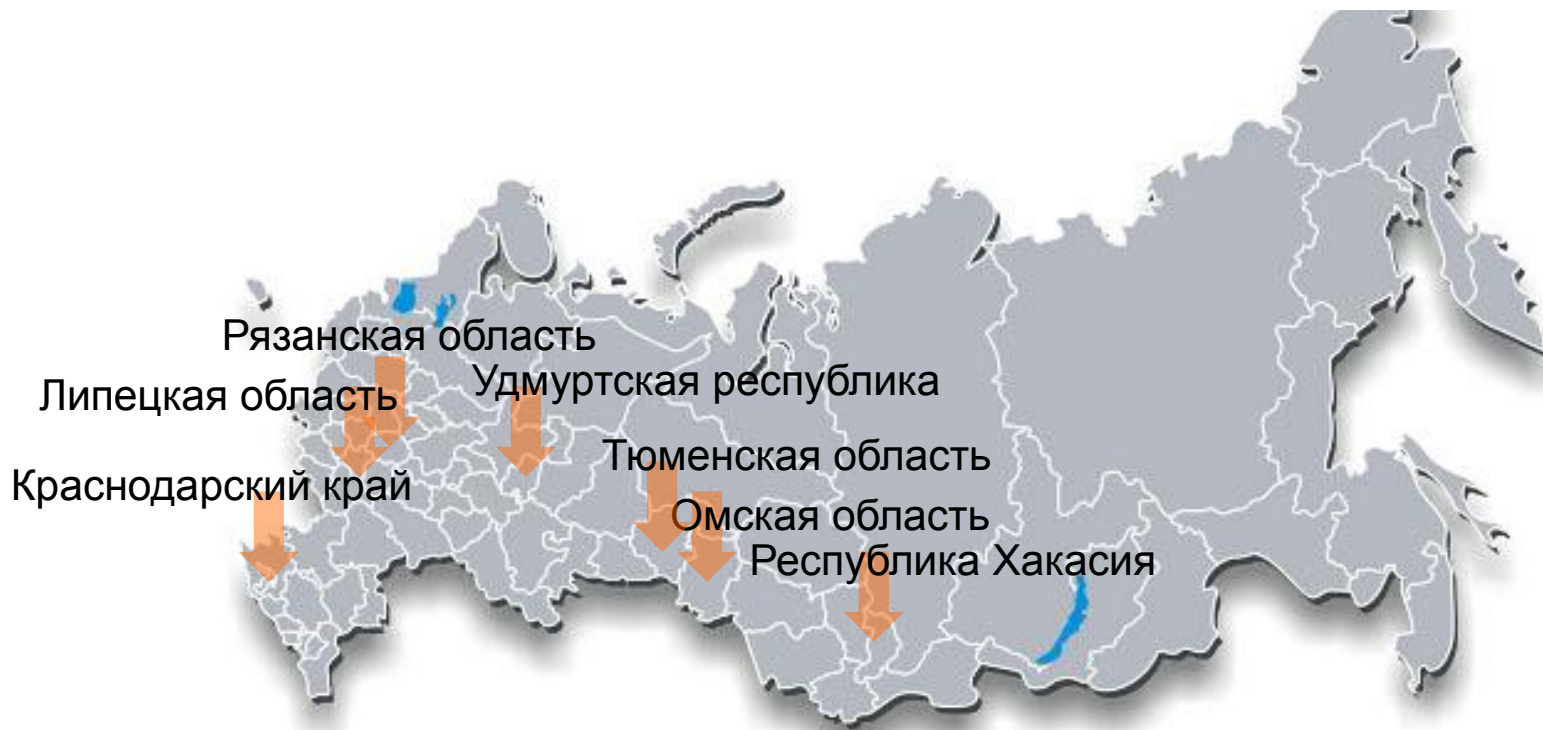 Рязанская область
Удмуртская республика
Липецкая область
Тюменская область
Краснодарский край
Омская область
Республика Хакасия